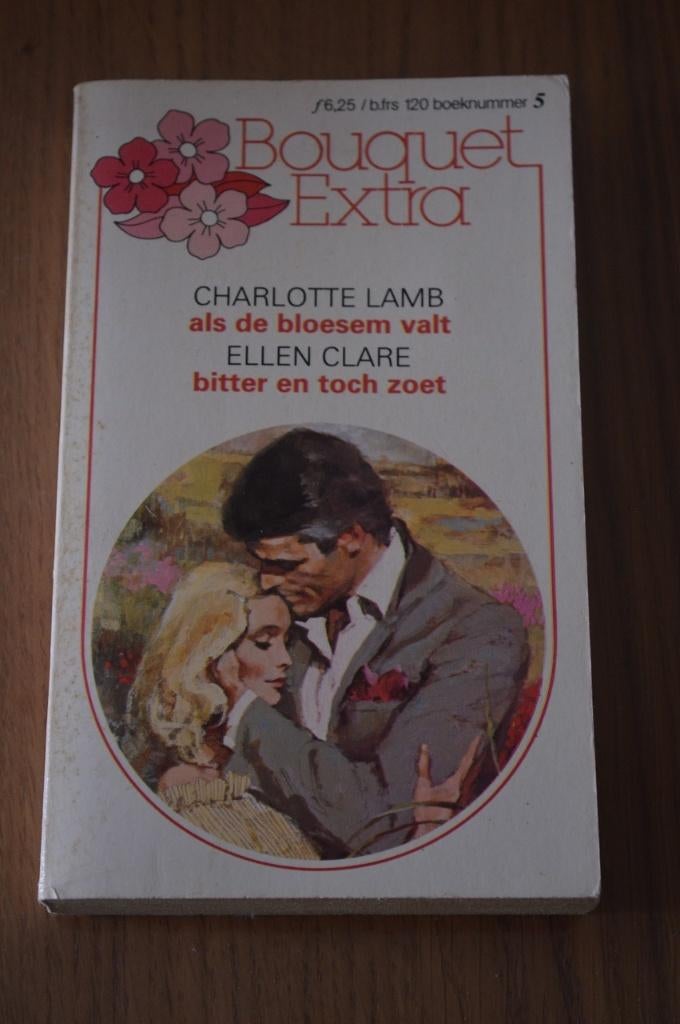 ƒ6,25 / b.frs 120 boeknummer 5
Bouquet
Extra
CHARLOTTE LAMB
als de bloesem valt
ELLEN CLARE
bitter en toch zoet